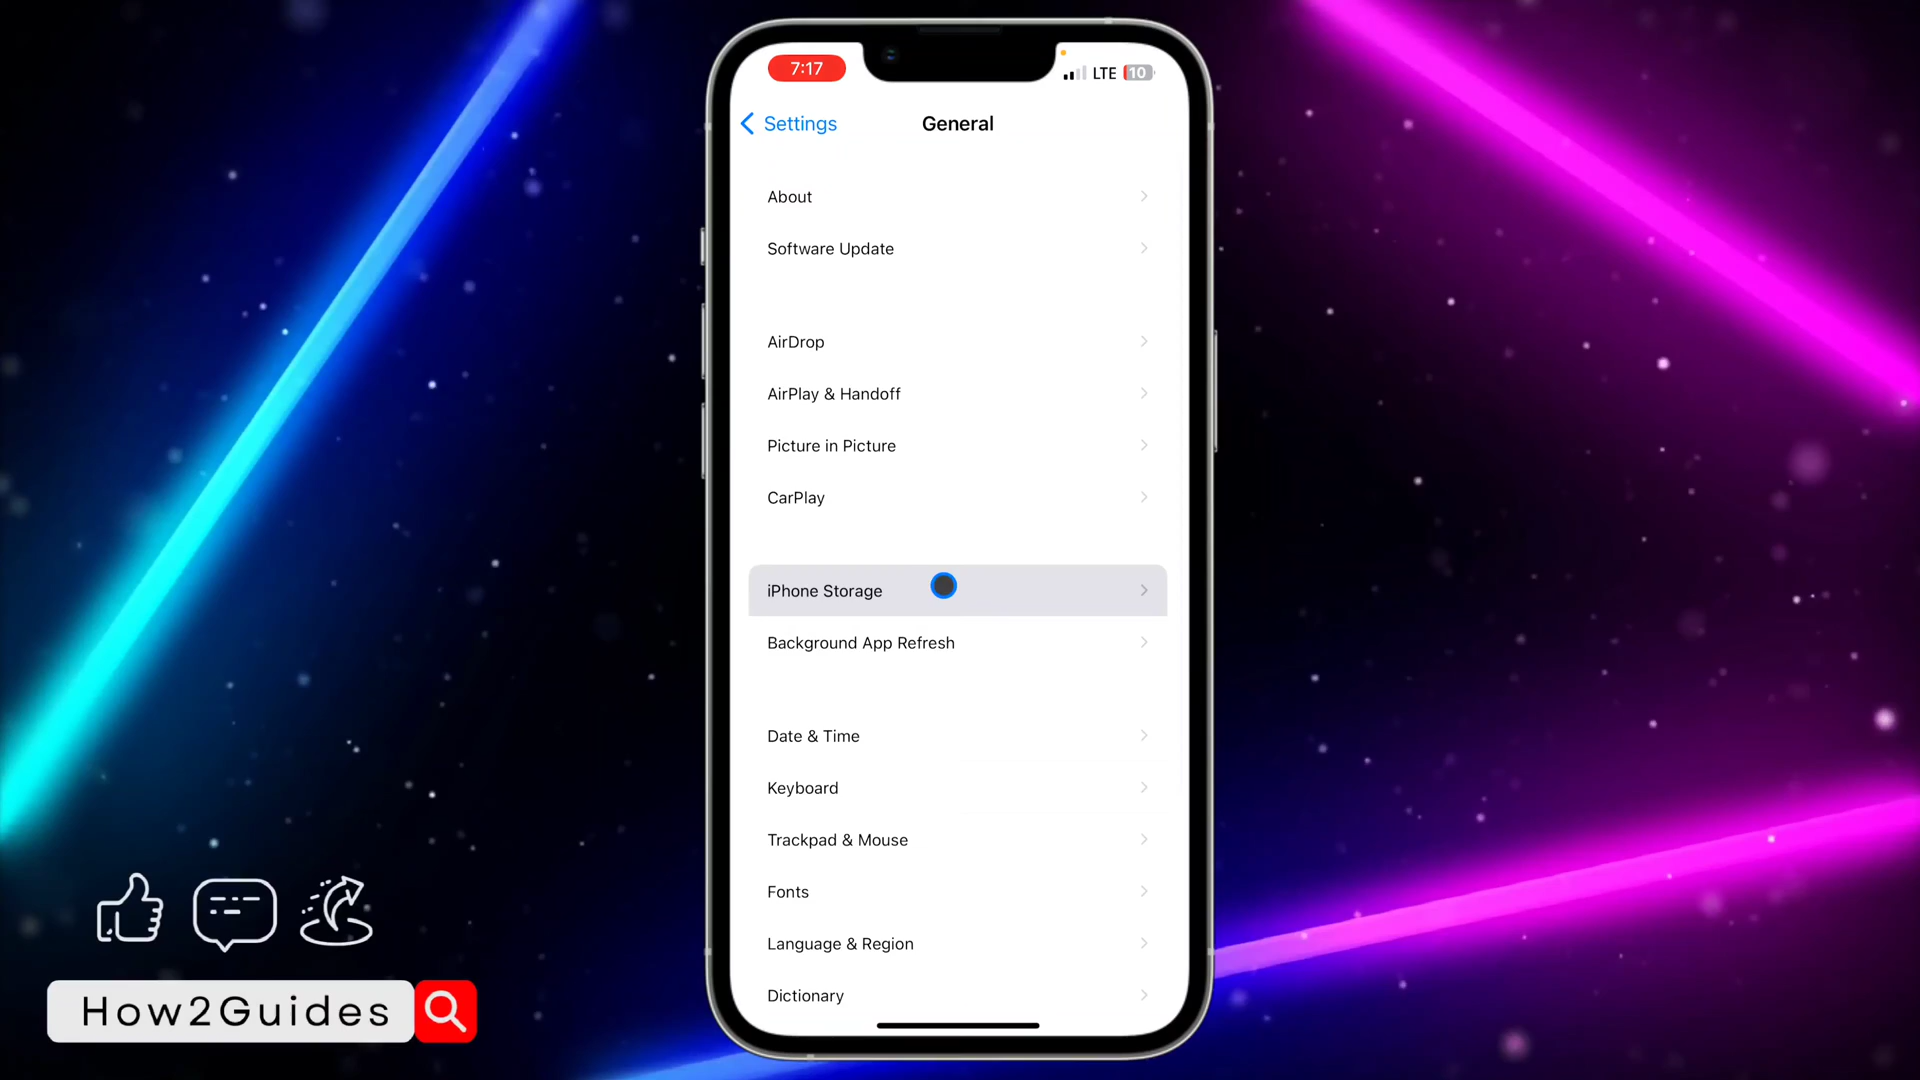 7:17
LTE 10
Settings
General
About
Software Update
AirDrop
AirPlay & Handoff
Picture in Picture
CarPlay
iPhone Storage
Background App Refresh
Date & Time
Keyboard
Trackpad & Mouse
Fonts
Language & Region
Dictionary
How2Guides